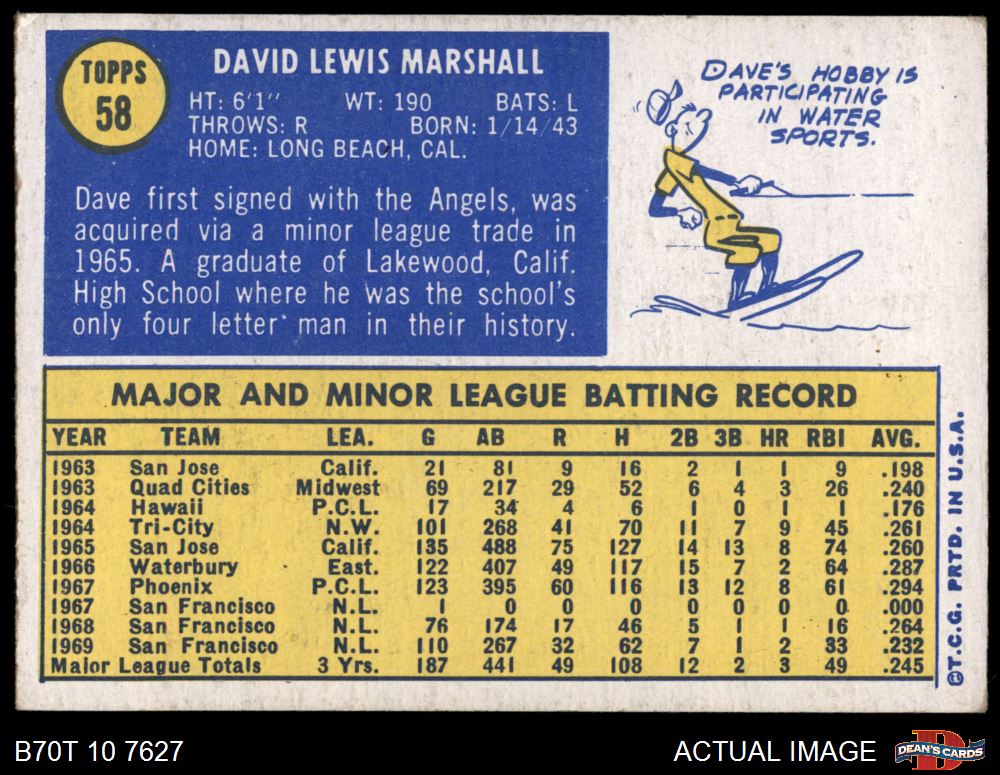 TOPPS
58
DAVID LEWIS MARSHALL
HT: 6'1" WT: 190 BATS: L
THROWS: R BORN: 1/14/43
HOME: LONG BEACH, CAL.
Dave first signed with the Angels, was
acquired via a minor league trade in
1965. A graduate of Lakewood, Calif.
High School where he was the school's
only four letter man in their history.
DAVE'S HOBBY IS
PARTICIPATING
IN WATER
SPORTS.
MAJOR AND MINOR LEAGUE BATTING RECORD
YEAR TEAM LEA. G AB R H 2B 3B HR RBI AVG.
1963 San Jose Calif. 21 81 9 16 2 1 1 9 .198
1963 Quad Cities Midwest 69 217 29 52 6 4 3 26 .240
1964 Hawaii P.C.L. 17 34 4 6 1 0 1 1 .176
1964 Tri-City N.W. 101 268 41 70 11 7 9 45 .261
1965 San Jose Calif. 135 488 75 127 14 13 8 74 .260
1966 Waterbury East. 122 407 49 117 15 7 2 64 .287
1967 Phoenix P.C.L. 123 395 60 116 13 12 8 61 .294
1967 San Francisco N.L. 1 0 0 0 0 0 0 0 .000
1968 San Francisco N.L. 76 174 17 46 5 1 1 16 .264
1969 San Francisco N.L. 110 267 32 62 7 1 2 33 .232
Major League Totals 3 Yrs. 187 441 49 108 12 2 3 49 .245
©T.C.G. PRTD. IN U.S.A.
B70T 10 7627
ACTUAL IMAGE
DEAN'S CARDS